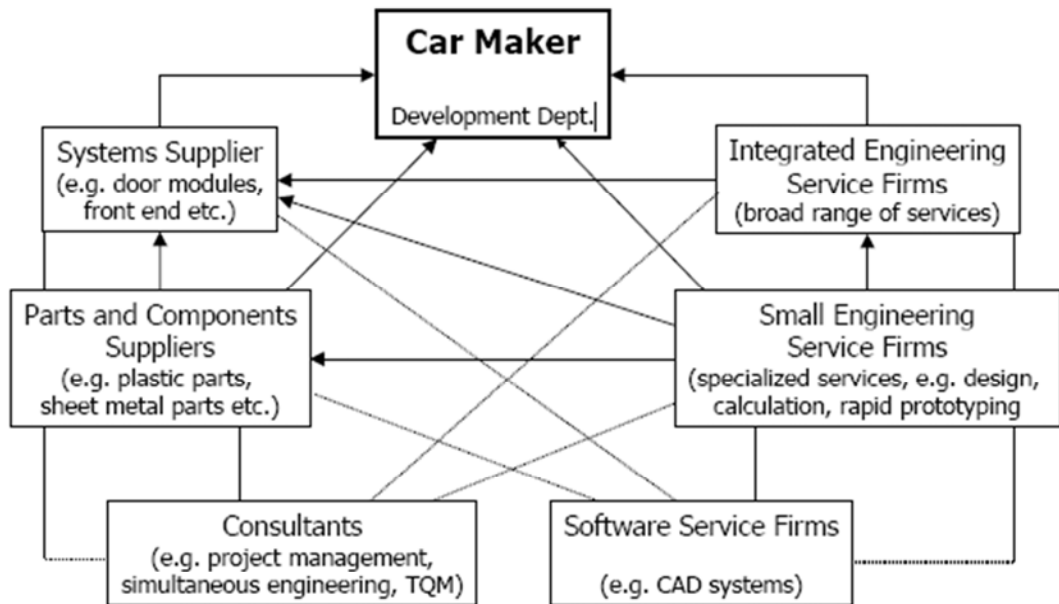 Car Maker
Development Dept.
Systems Supplier
(e.g. door modules,
front end etc.)
Integrated Engineering
Service Firms
(broad range of services)
Parts and Components
Suppliers
(e.g. plastic parts,
sheet metal parts etc.)
Small Engineering
Service Firms
(specialized services, e.g. design,
calculation, rapid prototyping
Consultants
(e.g. project management,
simultaneous engineering, TQM)
Software Service Firms
(e.g. CAD systems)